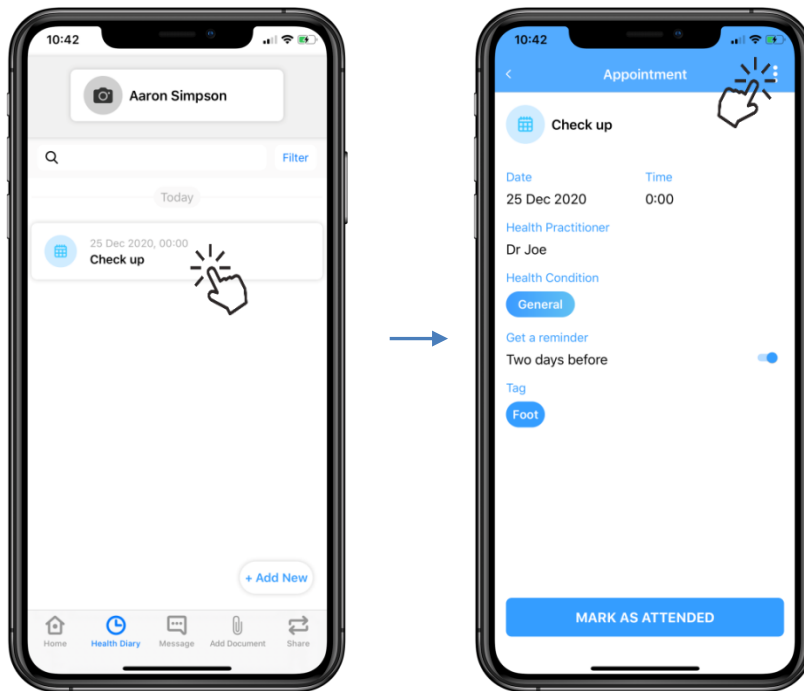 10:42
Aaron Simpson
Filter
Today
25 Dec 2020, 00:00
Check up
+ Add New
Home Health Diary Message Add Document Share
10:42
Appointment
Check up
Date Time
25 Dec 2020 0:00
Health Practitioner
Dr Joe
Health Condition
General
Get a reminder
Two days before
Tag
Foot
MARK AS ATTENDED